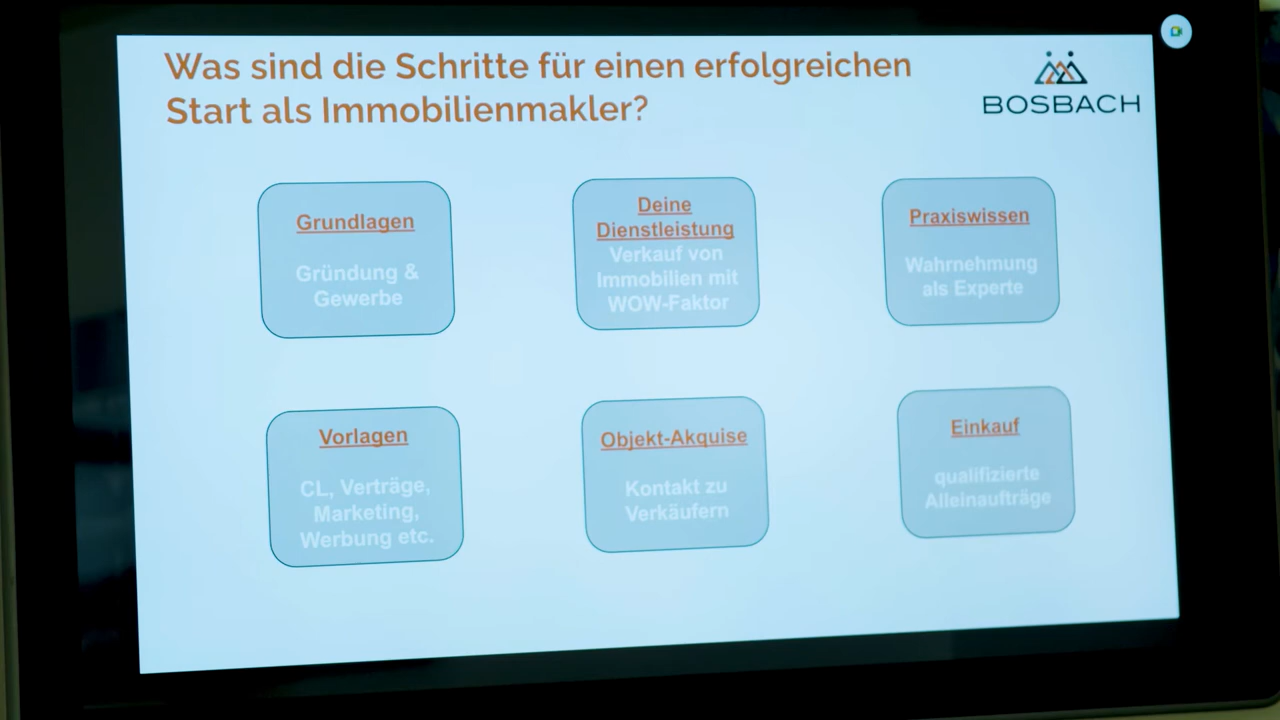 Was sind die Schritte für einen erfolgreichen
Start als Immobilienmakler?
BOSBACH
Grundlagen
Gründung &
Gewerbe
Deine
Dienstleistung
Verkauf von
Immobilien mit
WOW-Faktor
Praxiswissen
Wahrnehmung
als Experte
Vorlagen
CL, Verträge,
Marketing,
Werbung etc.
Objekt-Akquise
Kontakt zu
Verkäufern
Einkauf
qualifizierte
Alleinaufträge